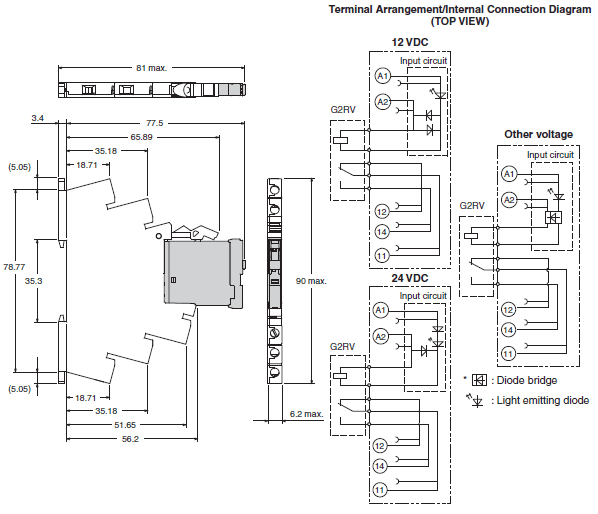 Terminal Arrangement/Internal Connection Diagram
(TOP VIEW)
81 max.
3.4
77.5
65.89
35.18
18.71
(5.05)
78.77
35.3
(5.05)
18.71
35.18
51.65
56.2
90 max.
6.2 max.
12 VDC
Input circuit
A1
A2
G2RV
12
14
11
24 VDC
Input circuit
A1
A2
G2RV
12
14
11
Other voltage
Input circuit
A1
A2
G2RV
12
14
11
* : Diode bridge
: Light emitting diode